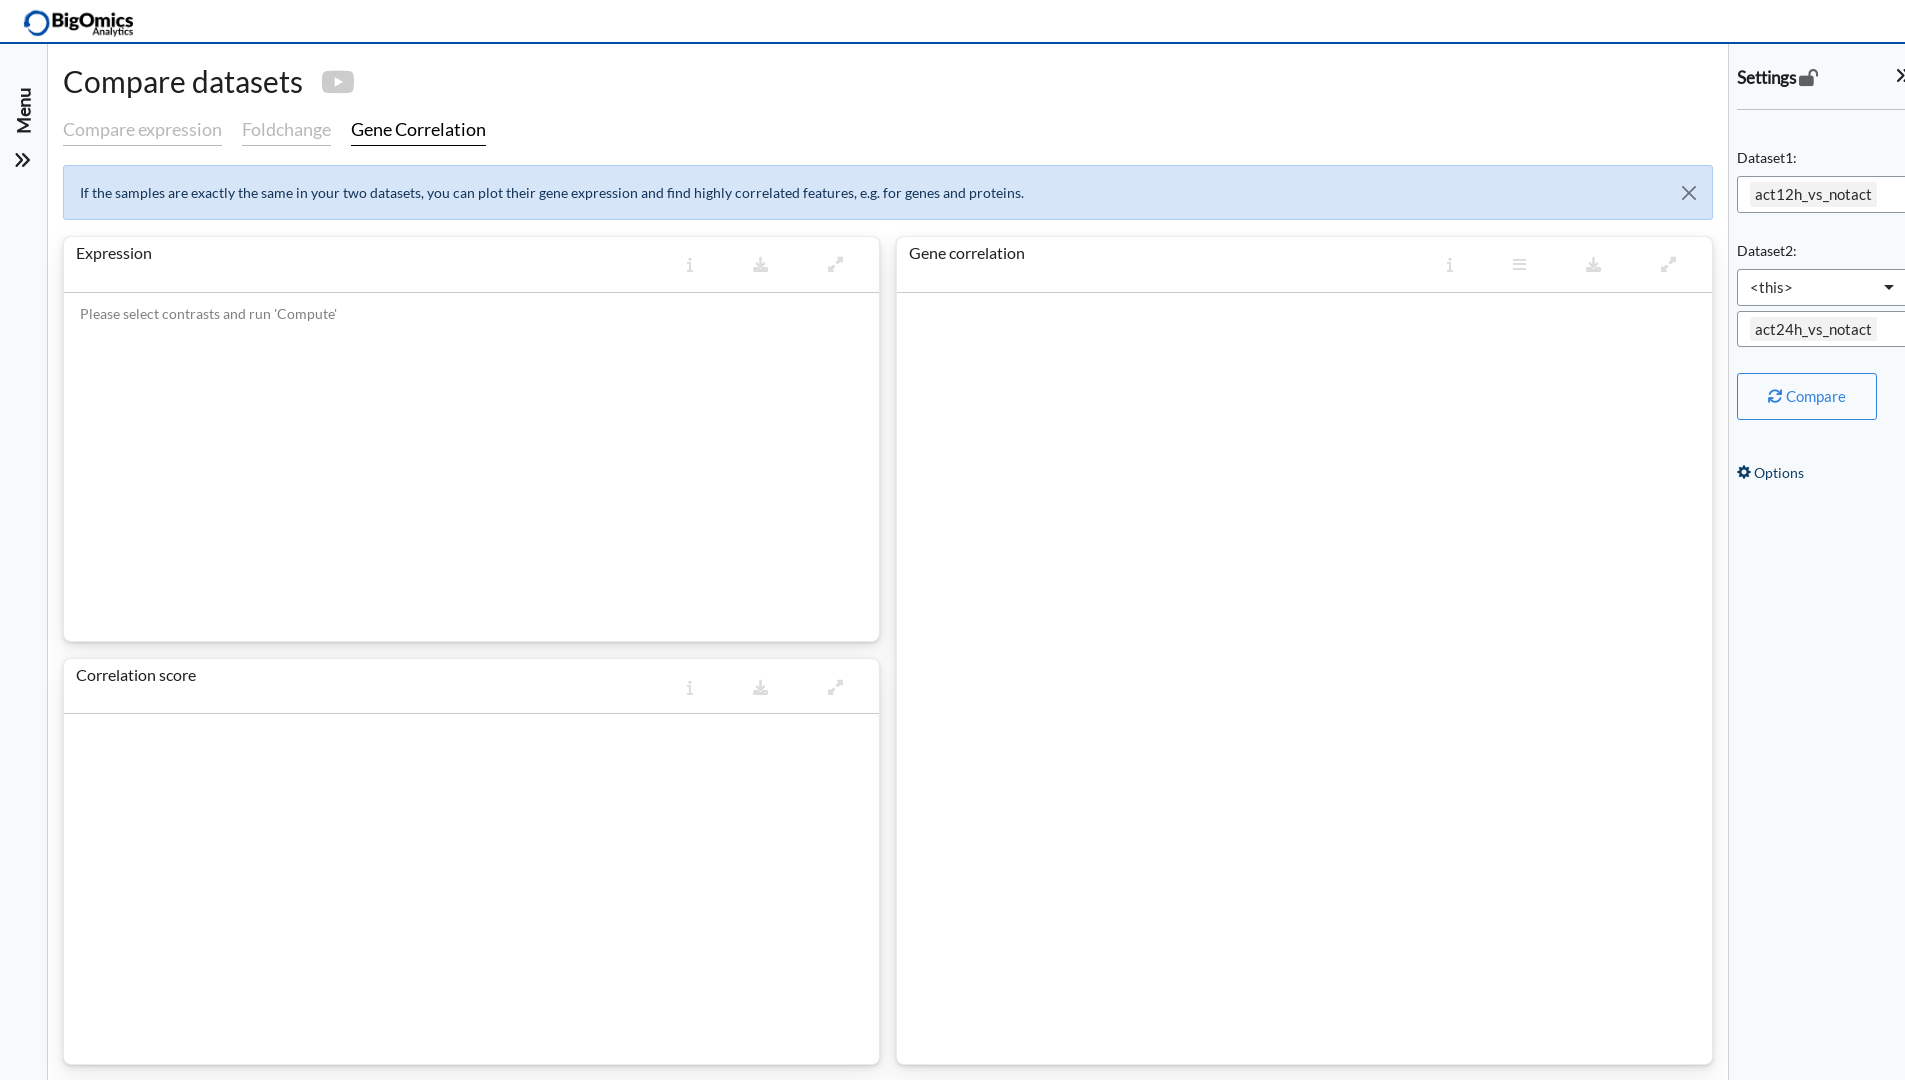 BigOmics
Analytics
Menu
Compare datasets
Compare expression
Foldchange
Gene Correlation
If the samples are exactly the same in your two datasets, you can plot their gene expression and find highly correlated features, e.g. for genes and proteins.
Expression
Please select contrasts and run 'Compute'
Correlation score
Gene correlation
Settings
Dataset1:
act12h_vs_notact
Dataset2:
<this>
act24h_vs_notact
Compare
Options